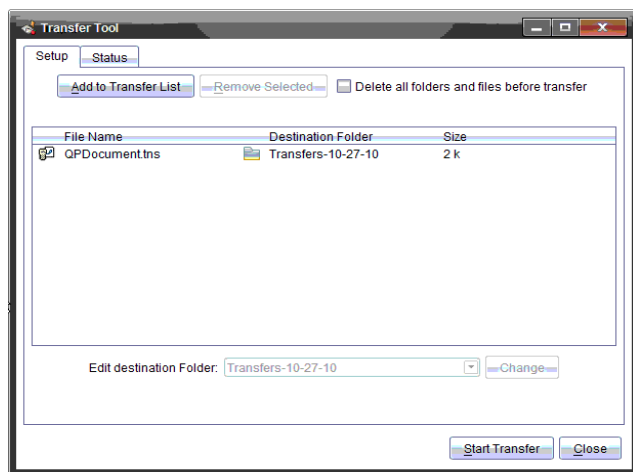 Transfer Tool
Setup Status
Add to Transfer List Remove Selected Delete all folders and files before transfer
File Name Destination Folder Size
QPDocument.tns Transfers-10-27-10 2 k
Edit destination Folder: Transfers-10-27-10 Change
Start Transfer Close